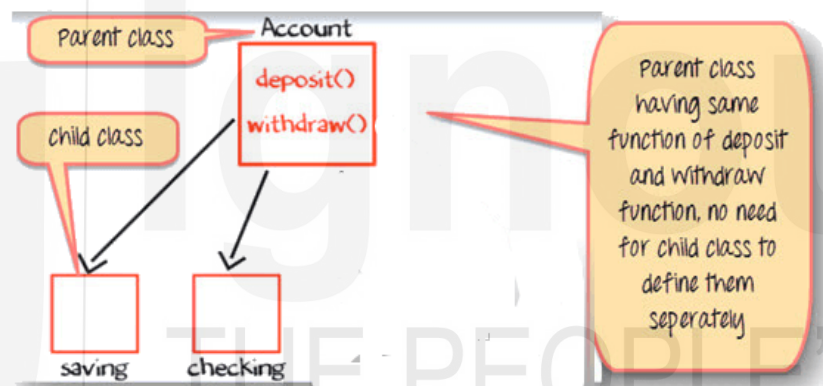 Account
Parent class
deposit()
withdraw()
child class
saving
checking
Parent class
having same
function of deposit
and withdraw
function, no need
for child class to
define them
seperately
ignou
THE PEOPLE'